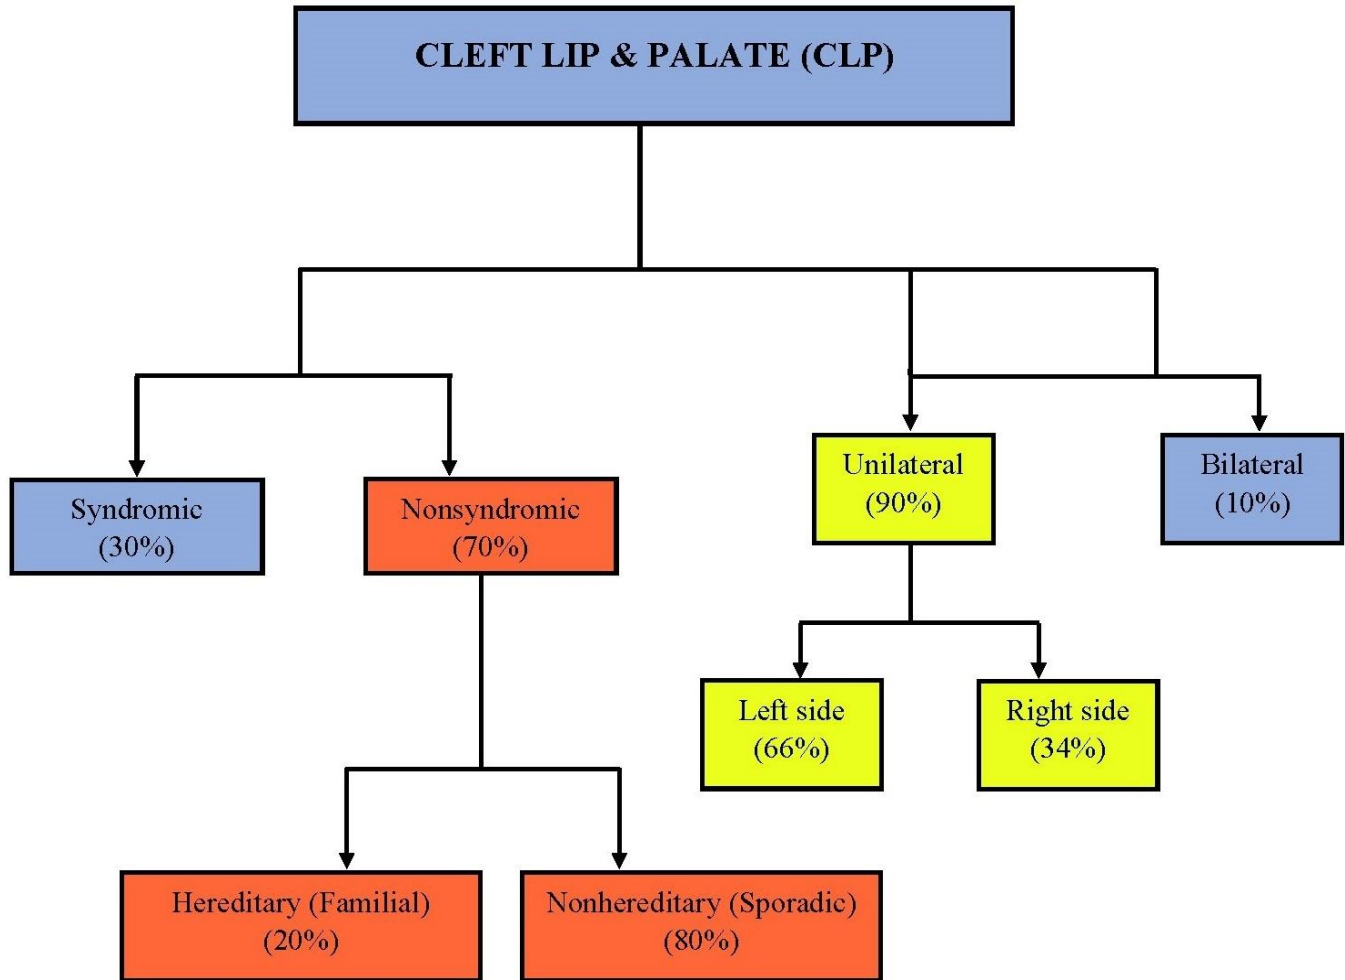 CLEFT LIP & PALATE (CLP)
Syndromic
(30%)
Nonsyndromic
(70%)
Unilateral
(90%)
Bilateral
(10%)
Left side
(66%)
Right side
(34%)
Hereditary (Familial)
(20%)
Nonhereditary (Sporadic)
(80%)